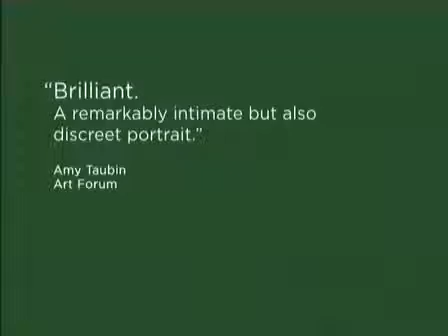 “Brilliant.
A remarkably intimate but also
discreet portrait.”
Amy Taubin
Art Forum